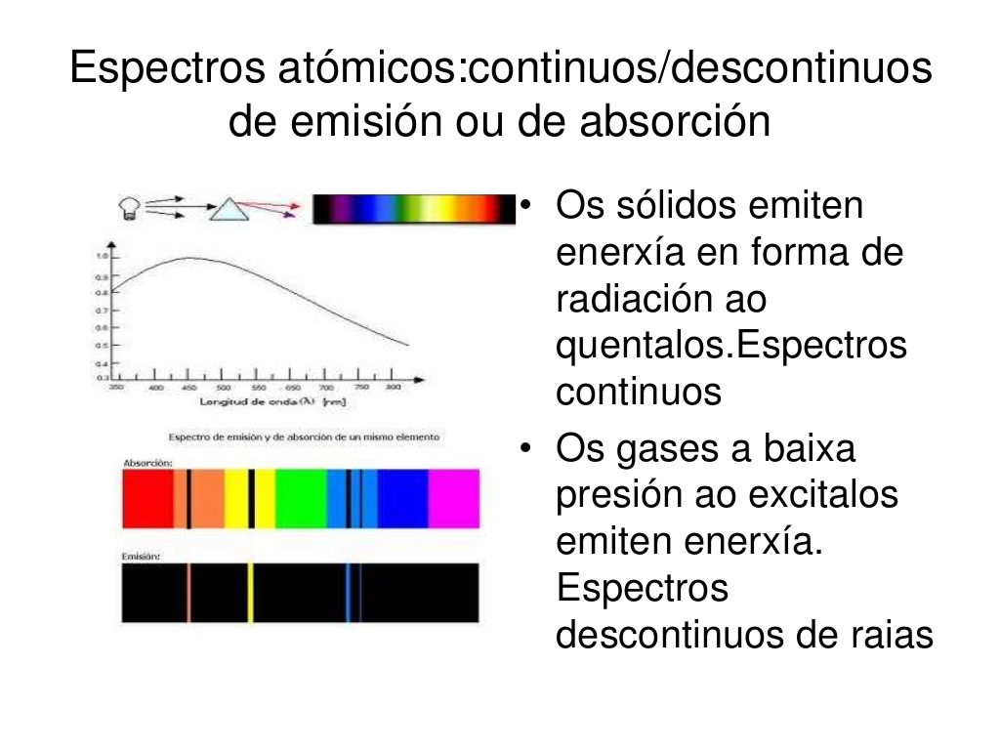 Espectros atómicos:continuos/descontinuos
de emisión ou de absorción
• Os sólidos emiten
enerxía en forma de
radiación ao
quentalos.Espectros
continuos
• Os gases a baixa
presión ao excitalos
emiten enerxía.
Espectros
descontinuos de raias
1.0
0.9
0.8
0.7
0.6
0.5
0.4
0.3
350 400 450 500 550 600 650 700 750 800
Longitud de onda (λ) [nm]
Espectro de emisión y de absorción de un mismo elemento
Absorción:
Emisión: